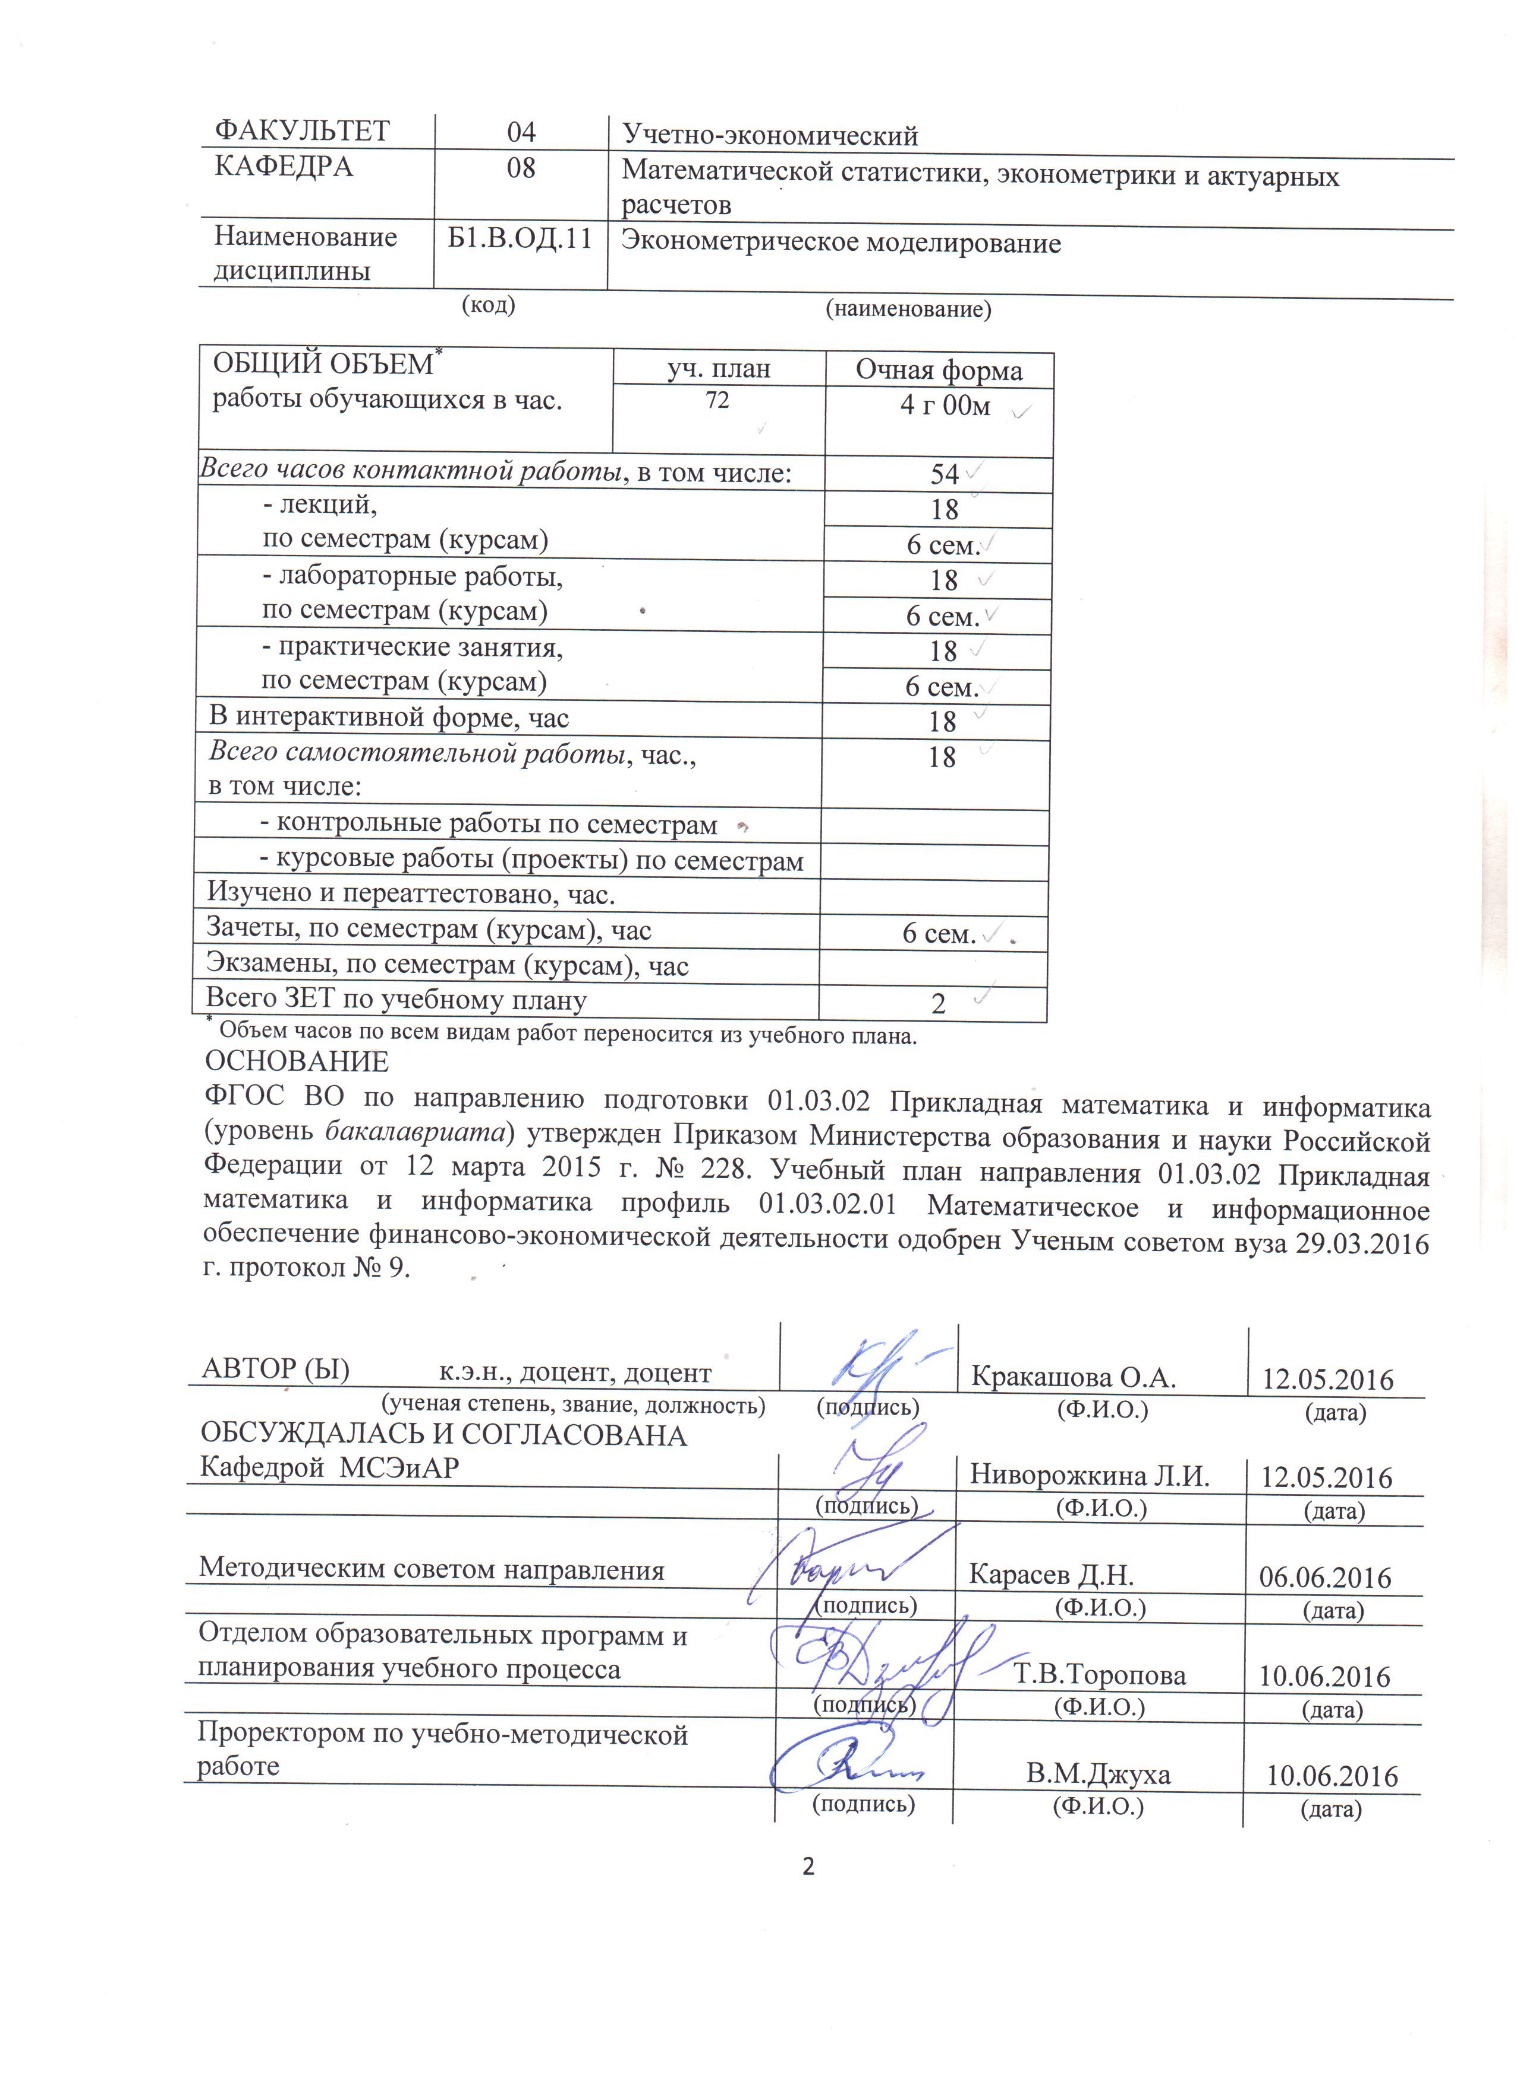 ФАКУЛЬТЕТ 04 Учетно-экономический
КАФЕДРА 08 Математической статистики, эконометрики и актуарных
расчетов
Наименование Б1.В.ОД.11 Эконометрическое моделирование
дисциплины
(код) (наименование)
ОБЩИЙ ОБЪЕМ* уч. план Очная форма
работы обучающихся в час. 72 4 г 00м
Всего часов контактной работы, в том числе: 54
- лекций, 18
по семестрам (курсам) 6 сем.
- лабораторные работы, 18
по семестрам (курсам) 6 сем.
- практические занятия, 18
по семестрам (курсам) 6 сем.
В интерактивной форме, час 18
Всего самостоятельной работы, час., 18
в том числе:
- контрольные работы по семестрам
- курсовые работы (проекты) по семестрам
Изучено и переаттестовано, час.
Зачеты, по семестрам (курсам), час 6 сем.
Экзамены, по семестрам (курсам), час
Всего ЗЕТ по учебному плану 2
* Объем часов по всем видам работ переносится из учебного плана.
ОСНОВАНИЕ
ФГОС ВО по направлению подготовки 01.03.02 Прикладная математика и информатика
(уровень бакалавриата) утвержден Приказом Министерства образования и науки Российской
Федерации от 12 марта 2015 г. № 228. Учебный план направления 01.03.02 Прикладная
математика и информатика профиль 01.03.02.01 Математическое и информационное
обеспечение финансово-экономической деятельности одобрен Ученым советом вуза 29.03.2016
г. протокол № 9.
АВТОР (Ы) к.э.н., доцент, доцент Кракашова О.А. 12.05.2016
(ученая степень, звание, должность) (подпись) (Ф.И.О.) (дата)
ОБСУЖДАЛАСЬ И СОГЛАСОВАНА
Кафедрой МСЭиАР Ниворожкина Л.И. 12.05.2016
(подпись) (Ф.И.О.) (дата)
Методическим советом направления Карасев Д.Н. 06.06.2016
(подпись) (Ф.И.О.) (дата)
Отделом образовательных программ и
планирования учебного процесса Т.В.Торопова 10.06.2016
(подпись) (Ф.И.О.) (дата)
Проректором по учебно-методической
работе В.М.Джуха 10.06.2016
(подпись) (Ф.И.О.) (дата)
2